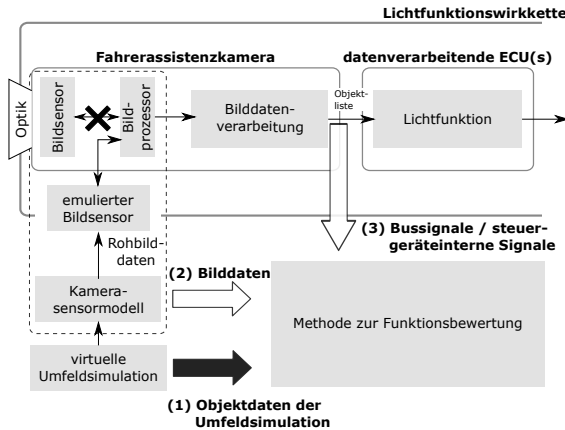 Lichtfunktionswirkkette
Fahrerassistenzkamera
datenverarbeitende ECU(s)
Optik
Bildsensor
Bild-
prozessor
Bilddaten-
verarbeitung
Objekt-
liste
Lichtfunktion
emulierter
Bildsensor
(3) Bussignale / steuer-
geräteinterne Signale
Rohbild-
daten
(2) Bilddaten
Kamera-
sensormodell
Methode zur Funktionsbewertung
virtuelle
Umfeldsimulation
(1) Objektdaten der
Umfeldsimulation